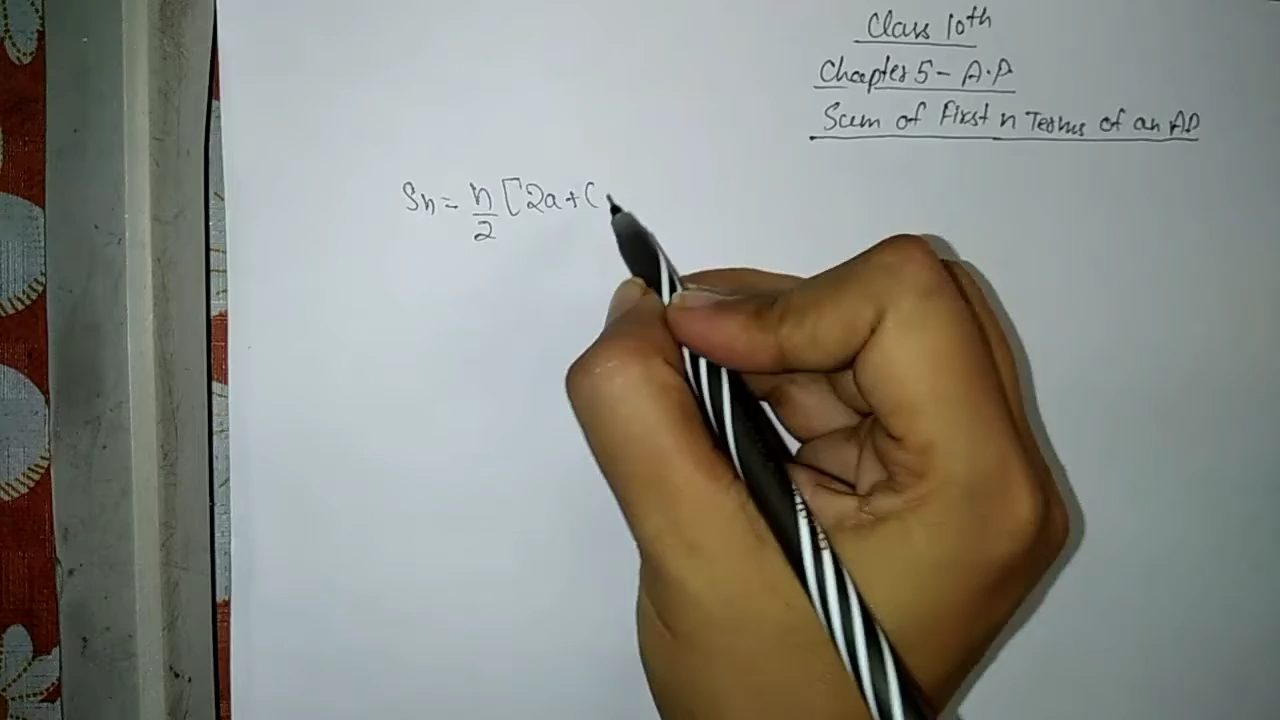 Class 10th
Chapter 5 - A.P
Sum of First n Terms of an AP
Sn = n/2 [2a + (